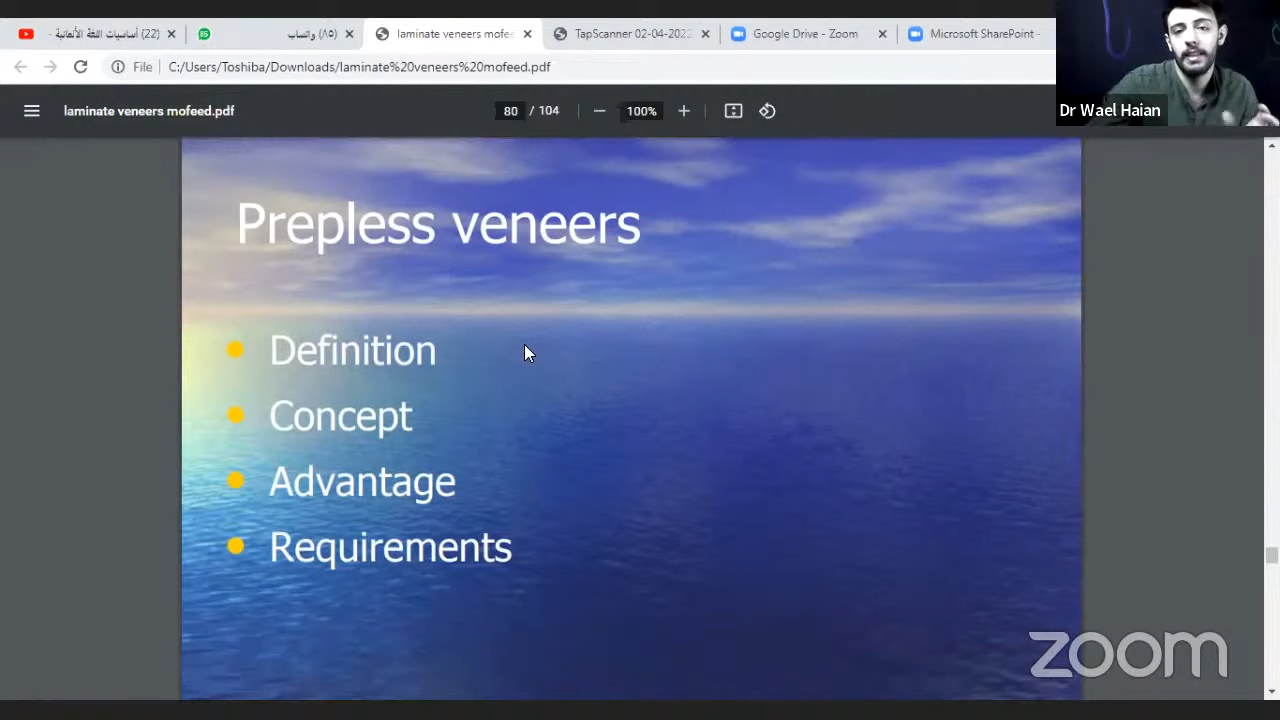 (22) أساسيات اللغة الألمانية -
(٨٥) واتساب
laminate veneers mofe
TapScanner 02-04-202
Google Drive - Zoom
Microsoft SharePoint -
File
C:/Users/Toshiba/Downloads/laminate%20veneers%20mofeed.pdf
laminate veneers mofeed.pdf
80 / 104
100%
Dr Wael Haian
Prepless veneers
Definition
Concept
Advantage
Requirements
zoom